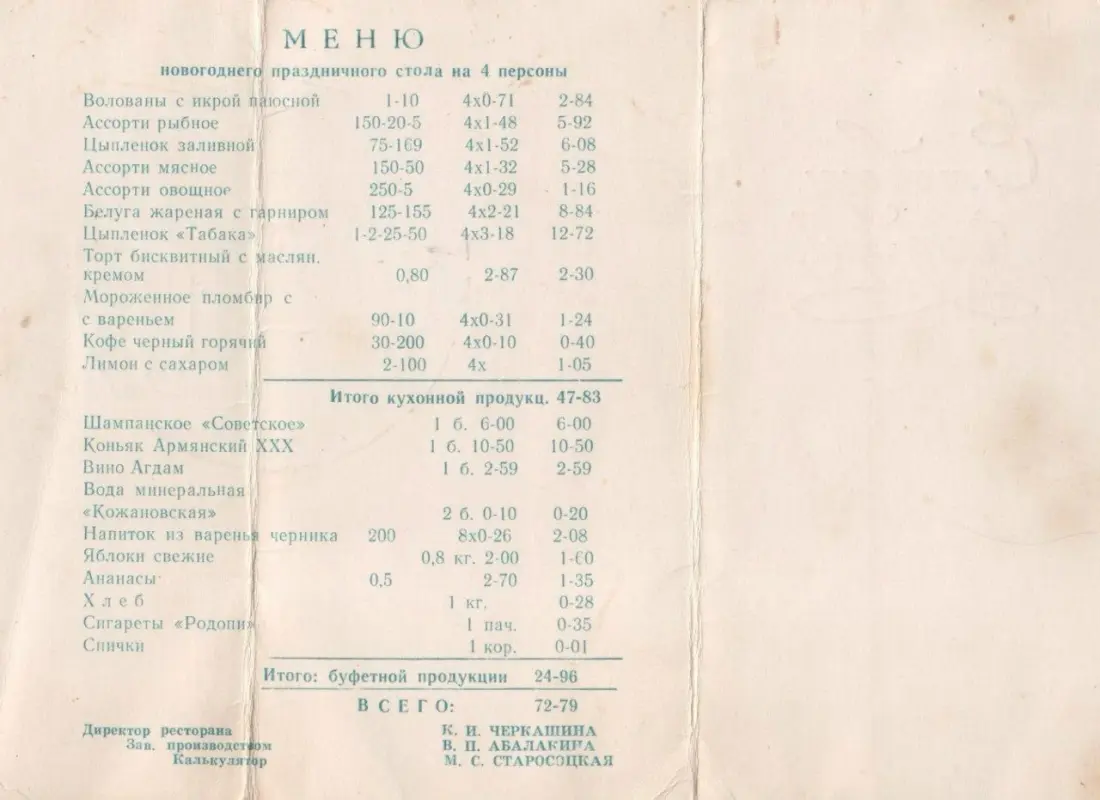 МЕНЮ
новогоднего праздничного стола на 4 персоны
Волованы с икрой паюсной 1-10 4х0-71 2-84
Ассорти рыбное 150-20-5 4х1-48 5-92
Цыпленок заливной 75-169 4х1-52 6-08
Ассорти мясное 150-50 4х1-32 5-28
Ассорти овощное 250-5 4х0-29 1-16
Белуга жареная с гарниром 125-155 4х2-21 8-84
Цыпленок «Табака» 1-2-25-50 4х3-18 12-72
Торт бисквитный с маслян.
кремом 0,80 2-87 2-30
Мороженное пломбир с
с вареньем 90-10 4х0-31 1-24
Кофе черный горячий 30-200 4х0-10 0-40
Лимон с сахаром 2-100 4х 1-05
Итого кухонной продукц. 47-83
Шампанское «Советское» 1 б. 6-00 6-00
Коньяк Армянский ХХХ 1 б. 10-50 10-50
Вино Агдам 1 б. 2-59 2-59
Вода минеральная
«Кожановская» 2 б. 0-10 0-20
Напиток из варенья черника 200 8х0-26 2-08
Яблоки свежие 0,8 кг. 2-00 1-60
Ананасы 0,5 2-70 1-35
Хлеб 1 кг. 0-28
Сигареты «Родопи» 1 пач. 0-35
Спички 1 кор. 0-01
Итого: буфетной продукции 24-96
ВСЕГО: 72-79
Директор ресторана К. И. ЧЕРКАШИНА
Зав. производством В. П. АБАЛАКИНА
Калькулятор М. С. СТАРОСОЦКАЯ